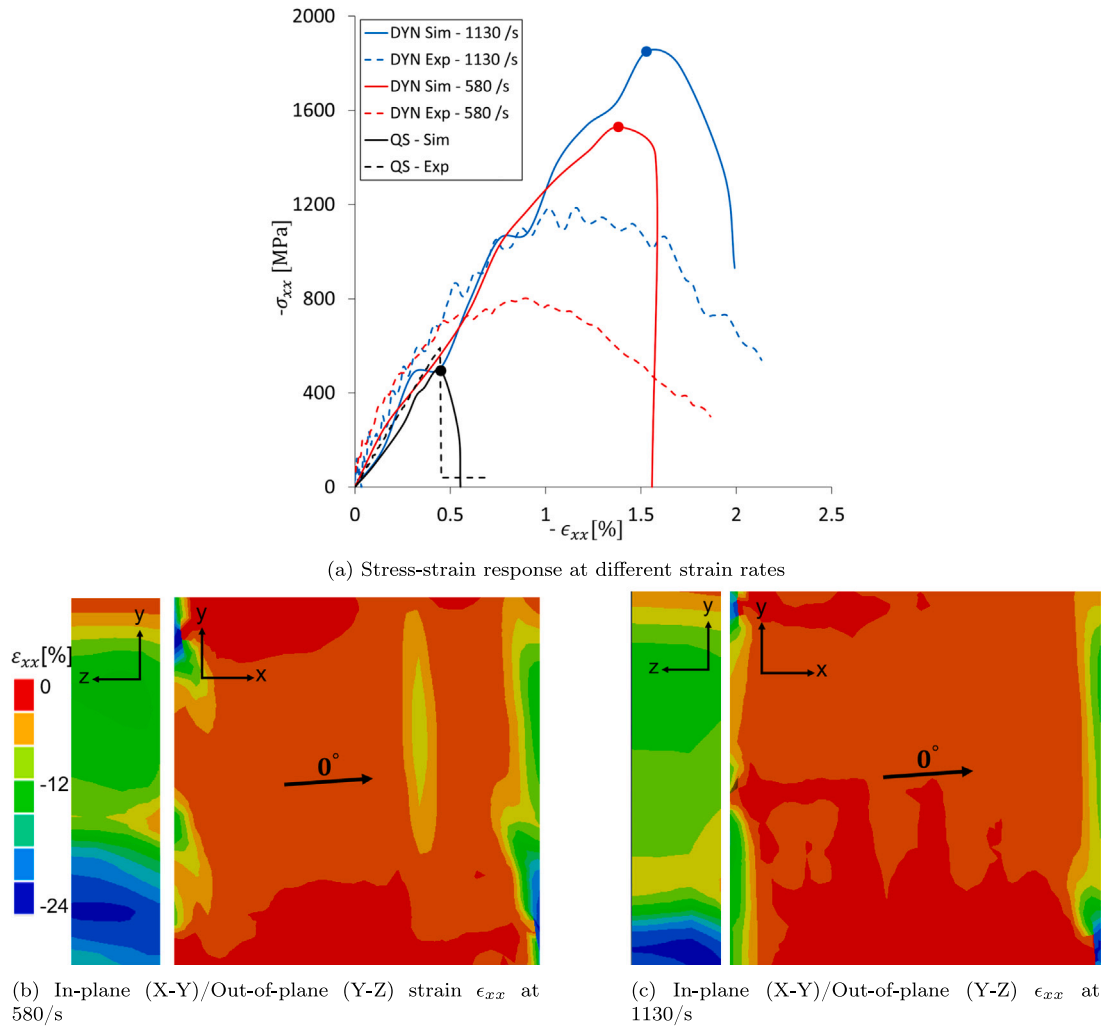 2000
1600
1200
800
400
0
-σxx [MPa]
DYN Sim - 1130 /s
DYN Exp - 1130 /s
DYN Sim - 580 /s
DYN Exp - 580 /s
QS - Sim
QS - Exp
0 0.5 1 1.5 2 2.5
- ϵxx[%]
(a) Stress-strain response at different strain rates
εxx[%]
0
-12
-24
y
z
y
x
0°
y
z
y
x
0°
(b) In-plane (X-Y)/Out-of-plane (Y-Z) strain ϵxx at
580/s
(c) In-plane (X-Y)/Out-of-plane (Y-Z) ϵxx at
1130/s